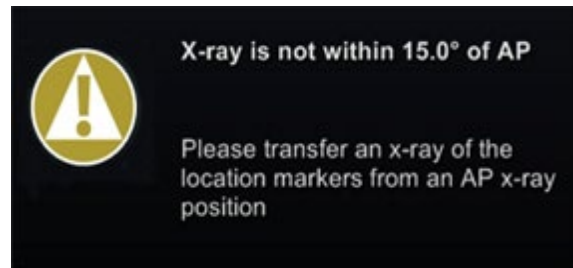 X-ray is not within 15.0° of AP
Please transfer an x-ray of the
location markers from an AP x-ray
position